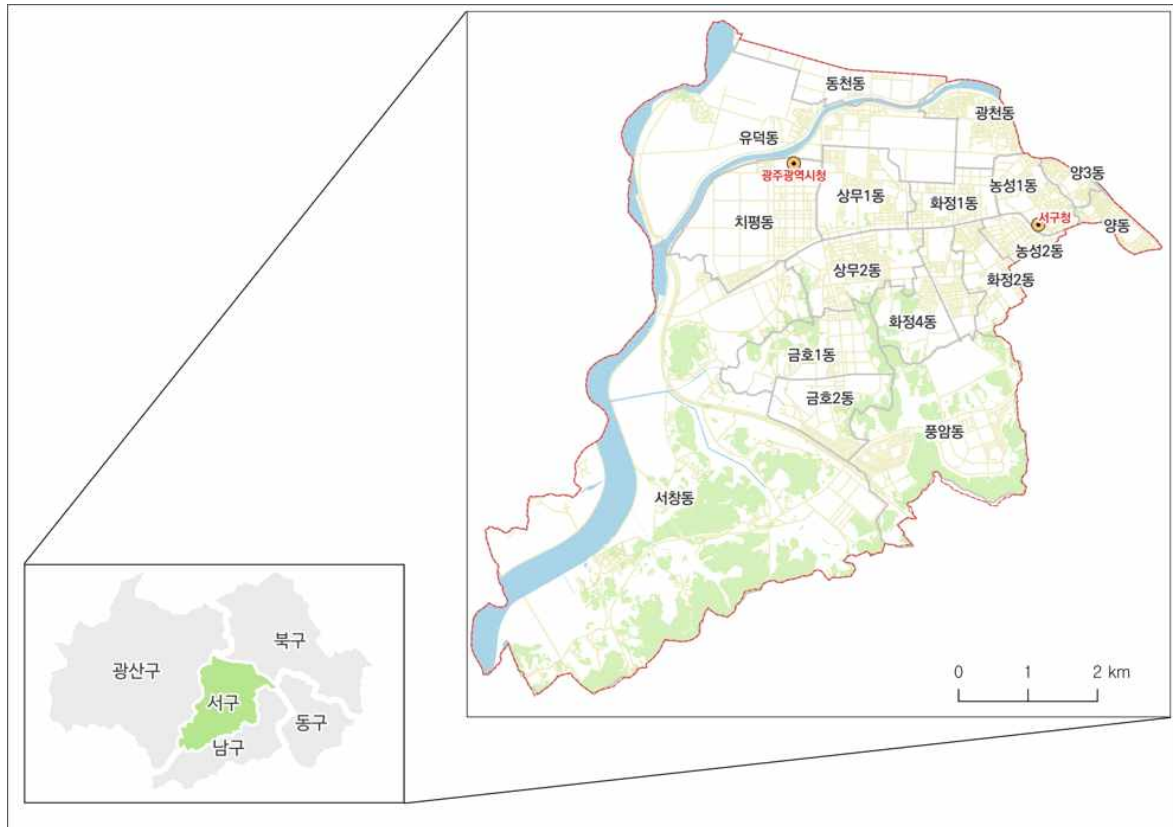 동천동
광천동
유덕동
광주광역시청
양3동
농성1동
상무1동
화정1동
치평동
서구청
양동
농성2동
상무2동
화정2동
화정4동
금호1동
금호2동
풍암동
서창동
북구
광산구
서구
동구
남구
0 1 2 km